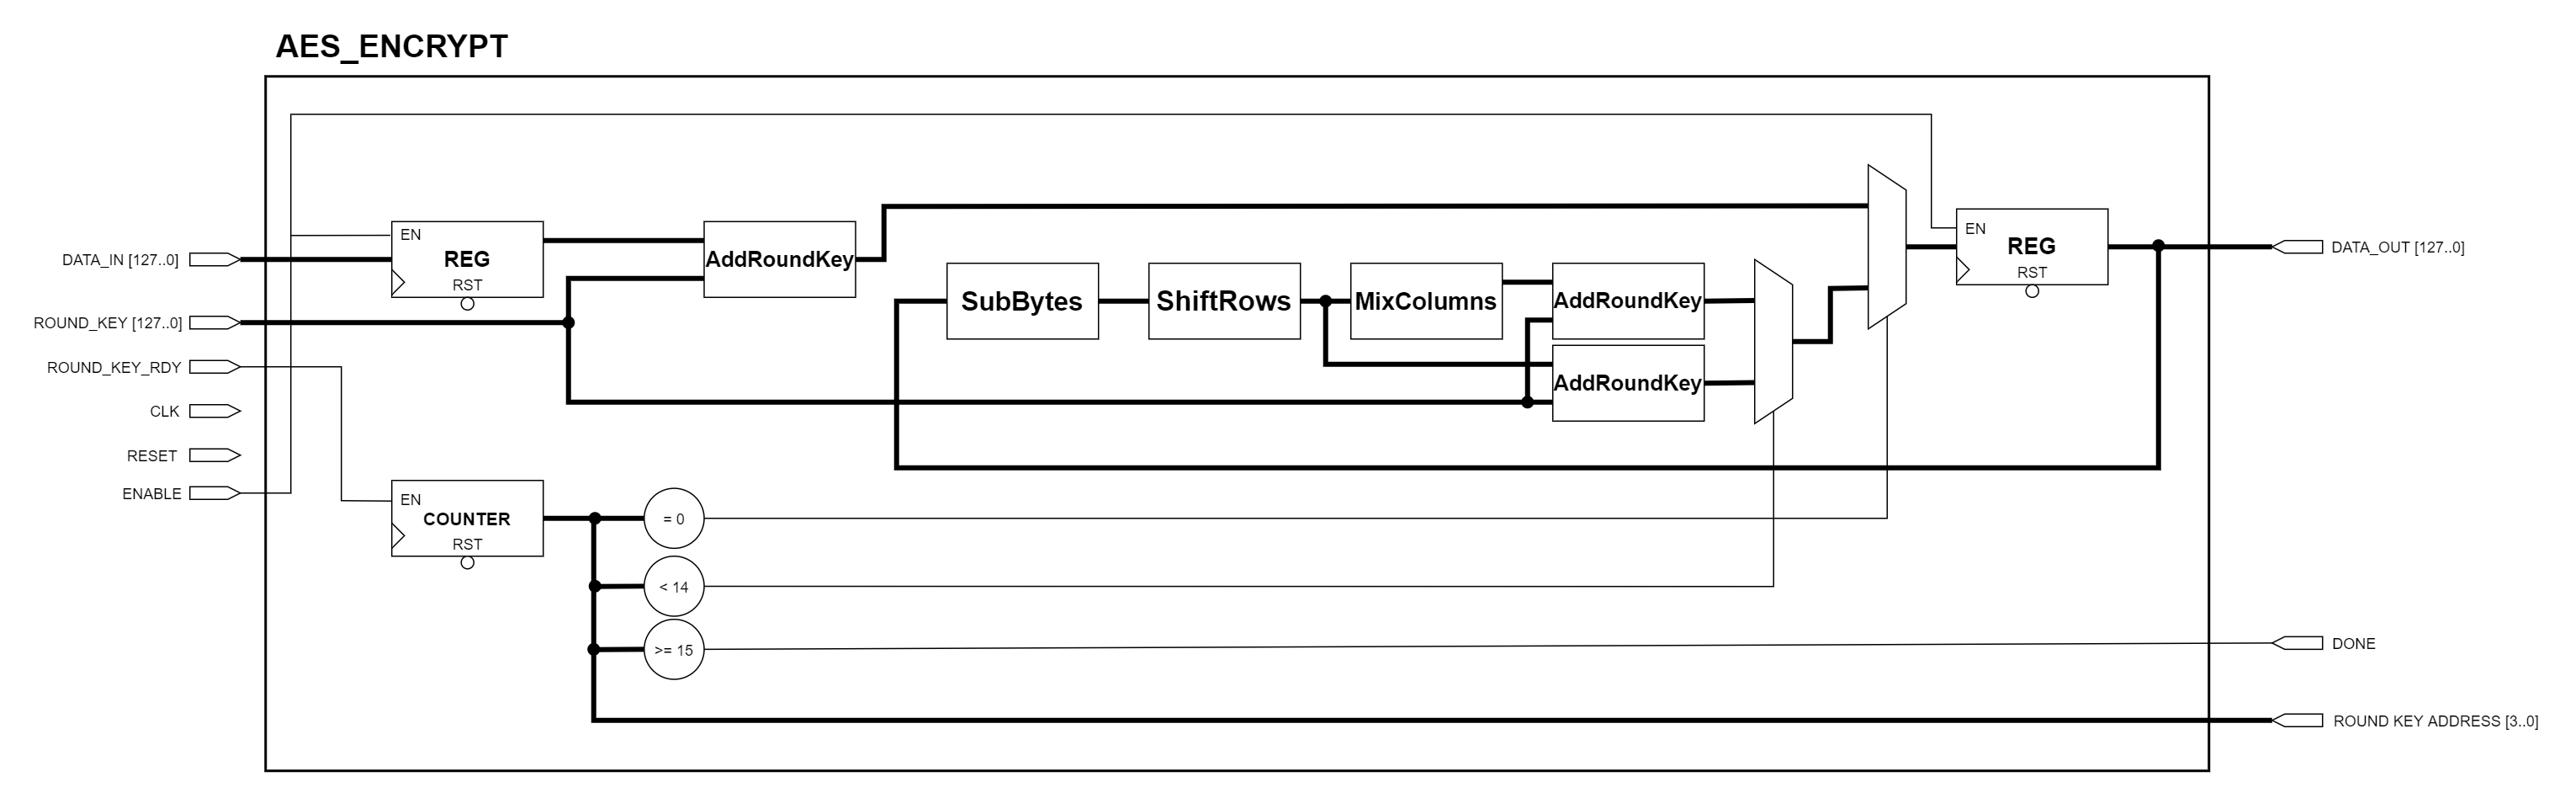 AES_ENCRYPT
EN
REG
RST
DATA_IN [127..0]
AddRoundKey
EN
REG
RST
DATA_OUT [127..0]
SubBytes
ShiftRows
MixColumns
AddRoundKey
ROUND_KEY [127..0]
ROUND_KEY_RDY
AddRoundKey
CLK
RESET
ENABLE
EN
COUNTER
RST
= 0
< 14
>= 15
DONE
ROUND KEY ADDRESS [3..0]